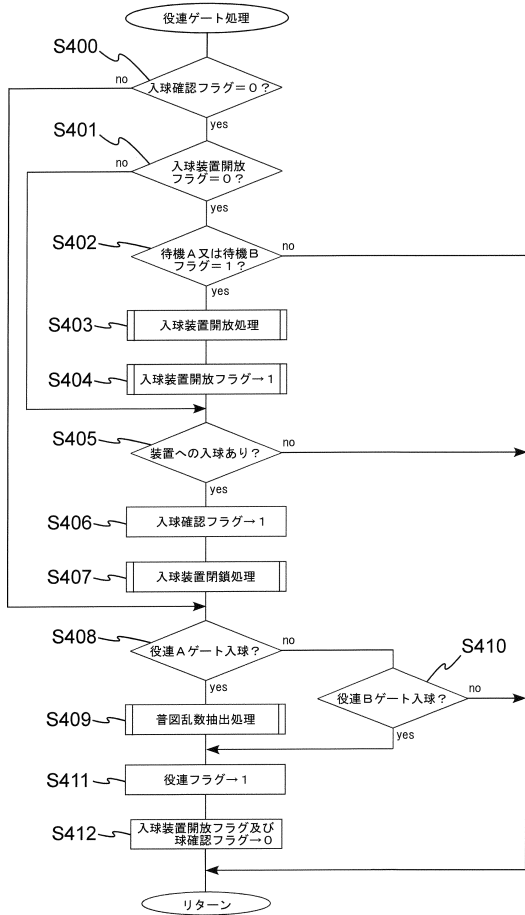 役連ゲート処理
S400
no
入球確認フラグ＝０？
yes
S401
no
入球装置開放
フラグ＝０？
yes
S402
待機Ａ又は待機Ｂ
フラグ＝１？
no
yes
S403
入球装置開放処理
S404
入球装置開放フラグ→１
S405
装置への入球あり？
no
yes
S406
入球確認フラグ→１
S407
入球装置閉鎖処理
S408
役連Ａゲート入球？
no
yes
S410
役連Ｂゲート入球？
no
yes
S409
普図乱数抽出処理
S411
役連フラグ→１
S412
入球装置開放フラグ及び
球確認フラグ→０
リターン